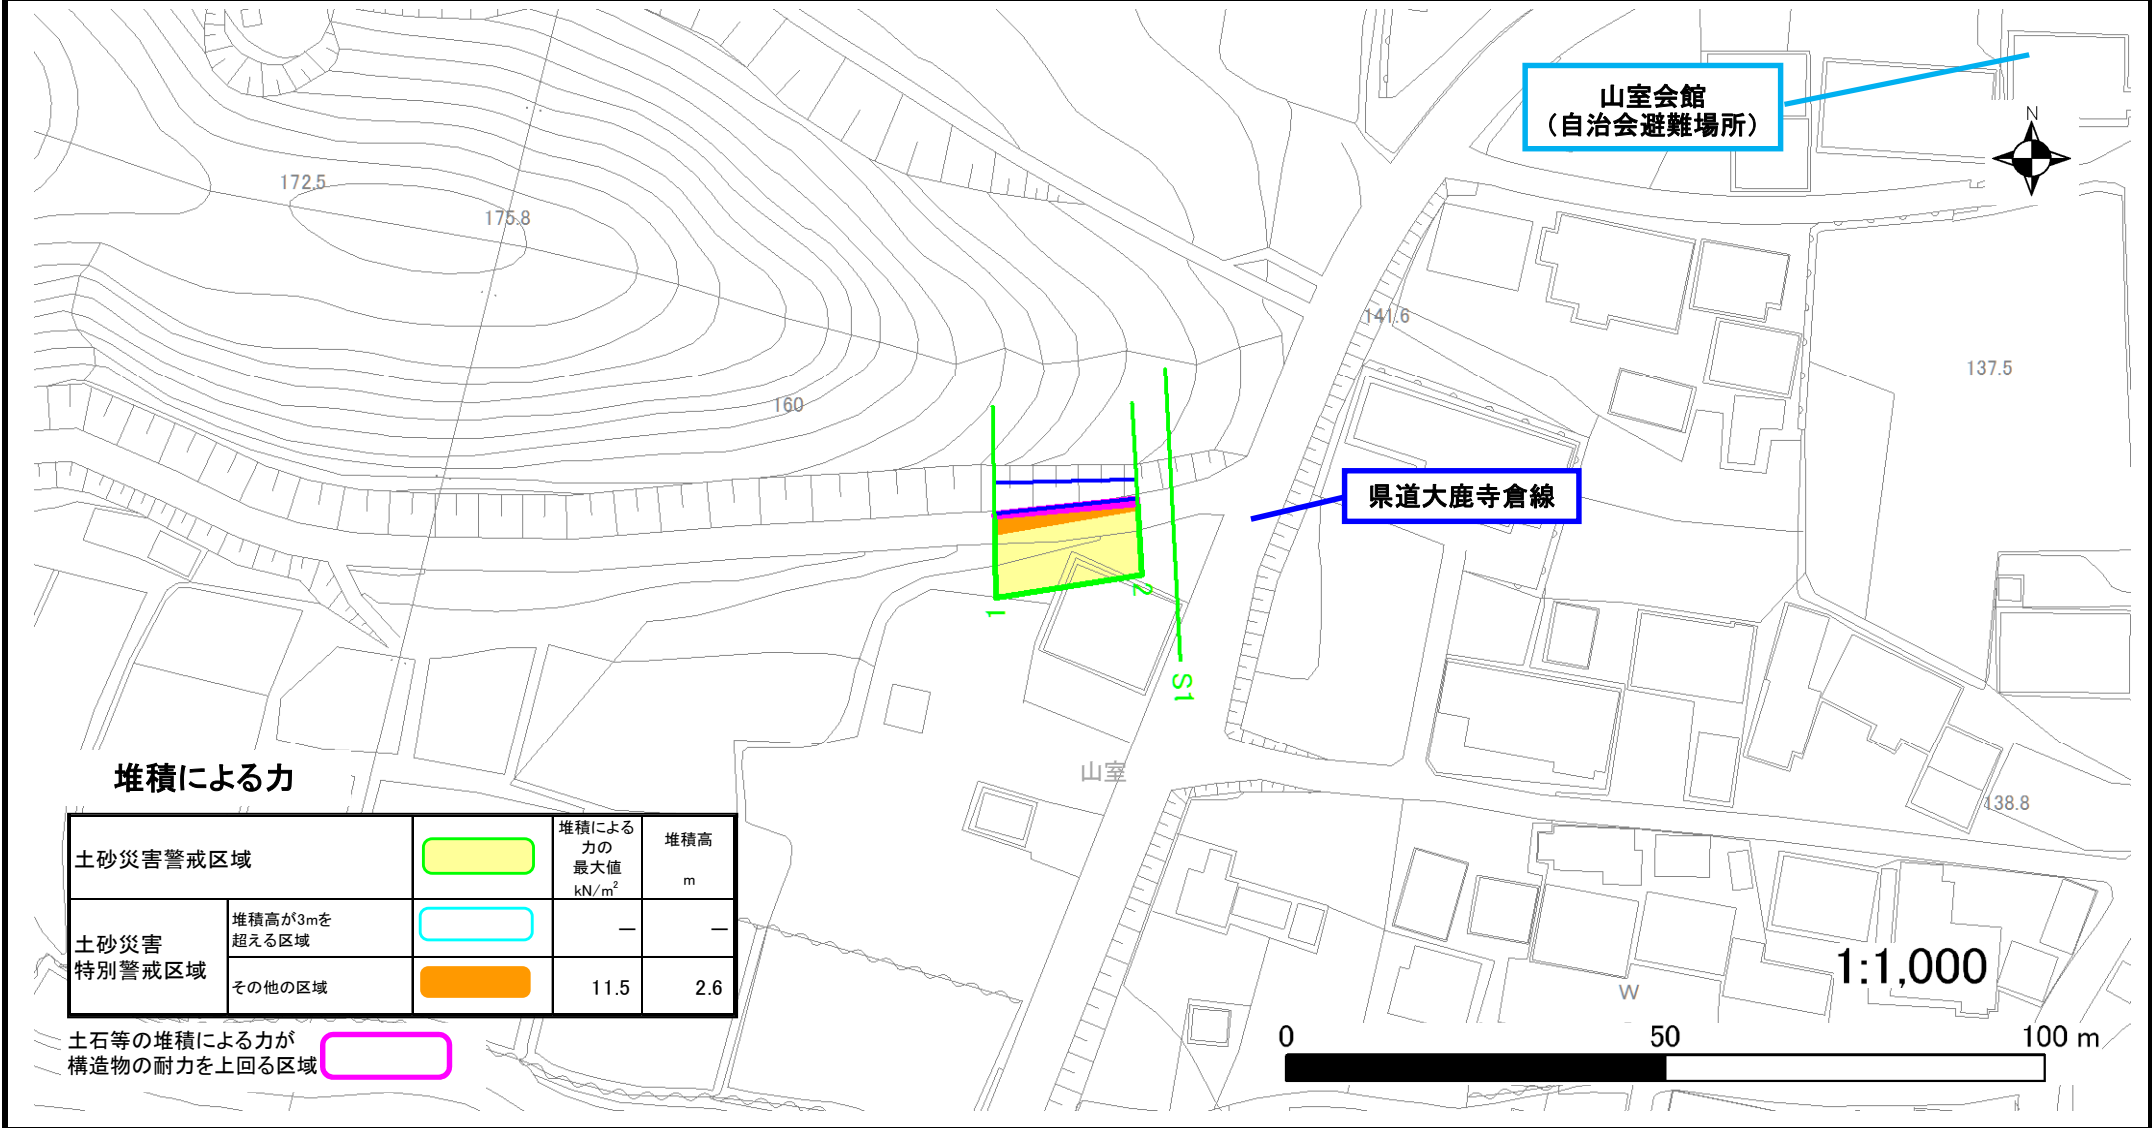 山室会館
（自治会避難場所）
N
172.5
175.8
141.6
137.5
160
県道大鹿寺倉線
1
2
S1
山室
138.8
W
堆積による力
土砂災害警戒区域
堆積による
力の
最大値
kN/m²
堆積高
m
土砂災害
特別警戒区域
堆積高が3mを
超える区域
－
－
その他の区域
11.5
2.6
土石等の堆積による力が
構造物の耐力を上回る区域
1:1,000
0
50
100 m